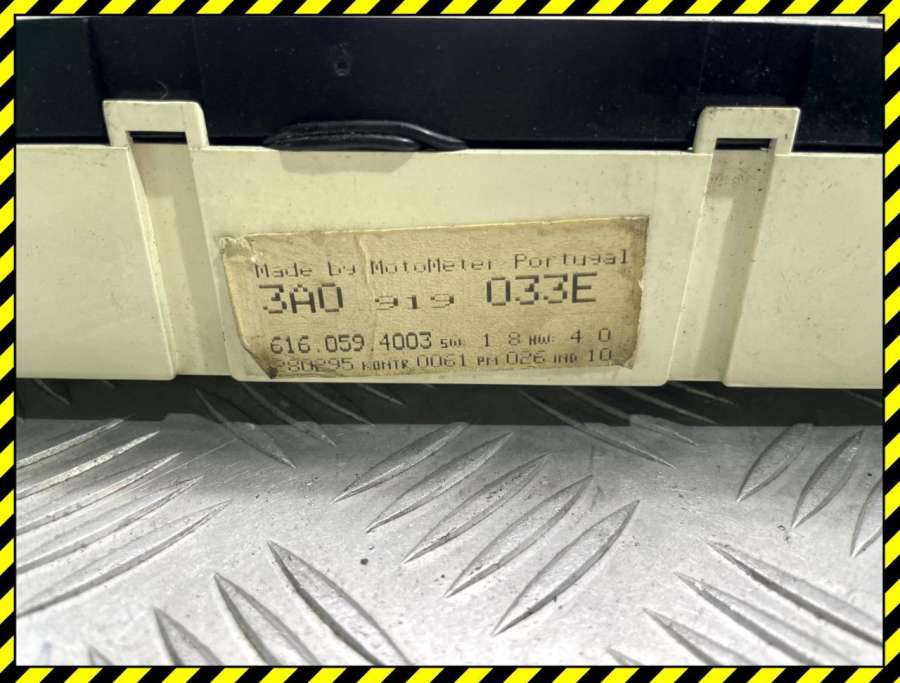 Made by MotoMeter Portugal
3A0 919 033E
616.059.4003 SW 1 8 HW 4 0
280295 KONTR 0061 PM 026 IND 10